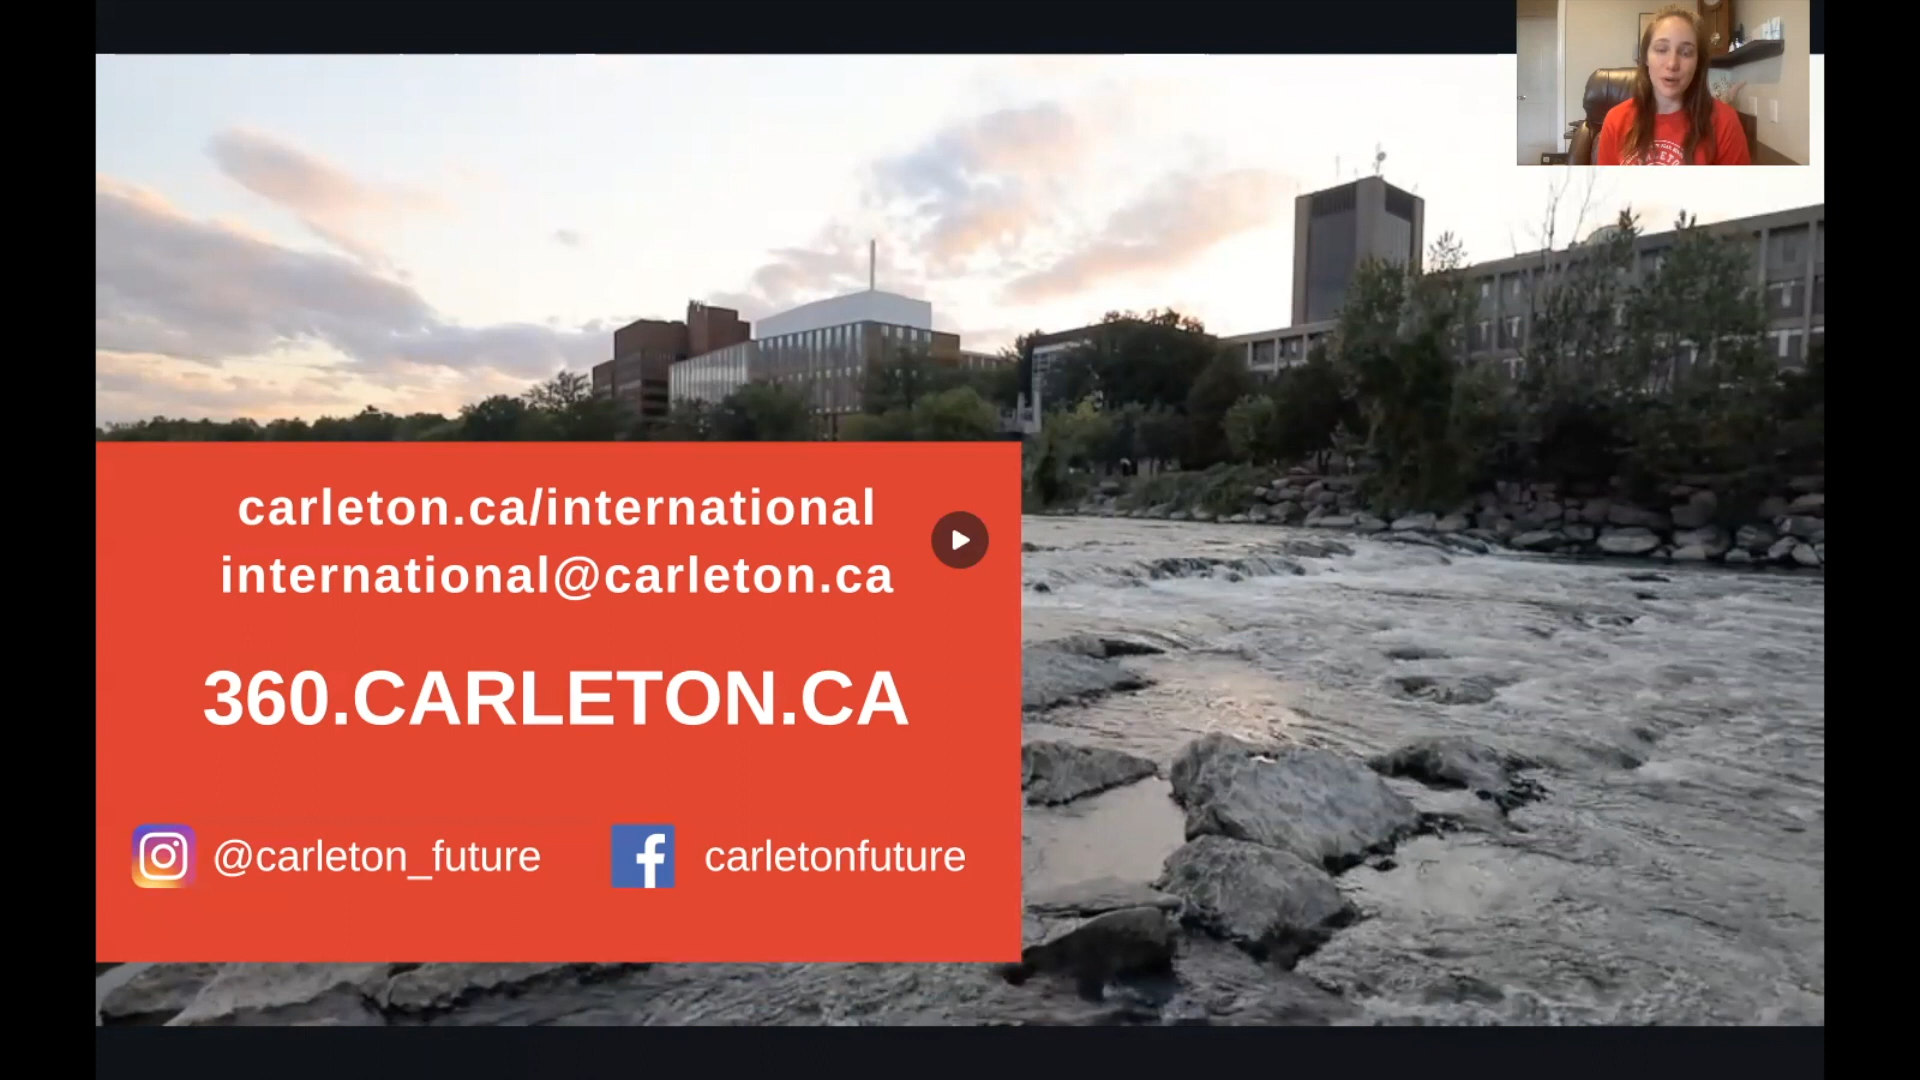 carleton.ca/international
international@carleton.ca
360.CARLETON.CA
@carleton_future
carletonfuture